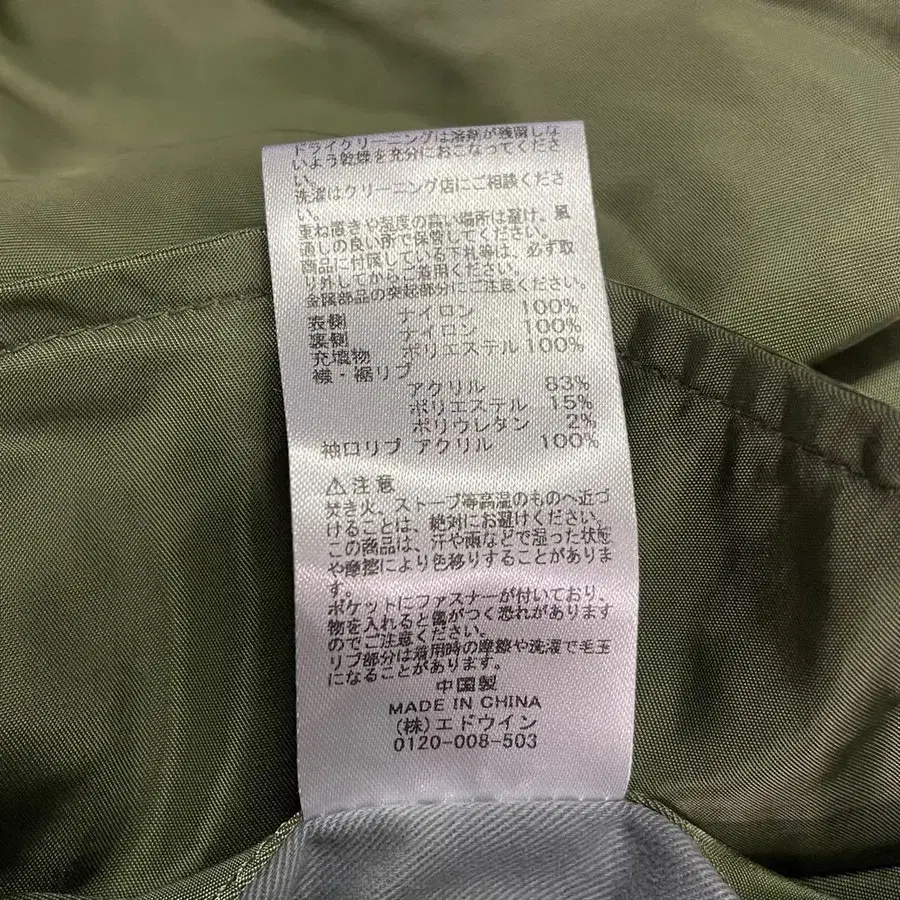 ドライクリーニングは溶剤が残留しな
いよう乾燥を充分におこなってくださ
い。
洗濯はクリーニング店にご相談くださ
い。
重ね置きや湿度の高い場所は避け、風
通しの良い所で保管してください。
商品に付属している下札等は、必ず取
り外してからご着用ください。
金属部品の突起部分にご注意ください。
表側 ナイロン 100%
裏側 ナイロン 100%
充填物 ポリエステル 100%
襟・裾リブ
アクリル 83%
ポリエステル 15%
ポリウレタン 2%
袖口リブ アクリル 100%
⚠注意
焚き火、ストーブ等高温のものへ近づ
けることは、絶対にお避けください。
この商品は、汗や雨などで湿った状態
や摩擦により色移りすることがありま
す。
ポケットにファスナーが付いており、
物を入れると傷がつく恐れがあります
のでご注意ください。
リブ部分は着用時の摩擦や洗濯で毛玉
になることがあります。
中国製
MADE IN CHINA
(株)エドウイン
0120-008-503